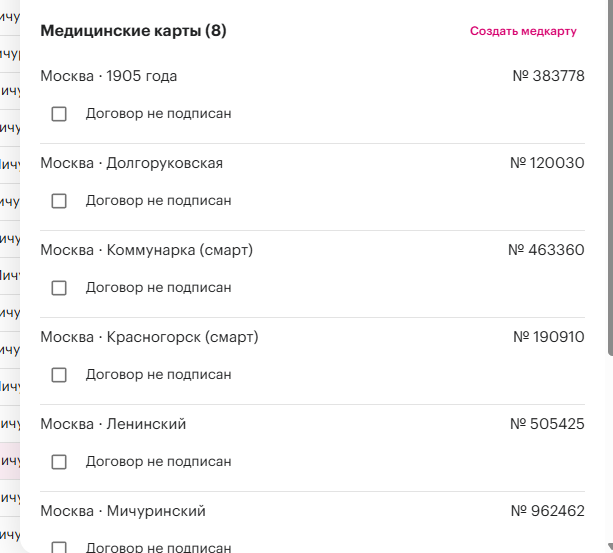 Медицинские карты (8)
Создать медкарту
Москва · 1905 года
№ 383778
Договор не подписан
Москва · Долгоруковская
№ 120030
Договор не подписан
Москва · Коммунарка (смарт)
№ 463360
Договор не подписан
Москва · Красногорск (смарт)
№ 190910
Договор не подписан
Москва · Ленинский
№ 505425
Договор не подписан
Москва · Мичуринский
№ 962462
Договор не подписан